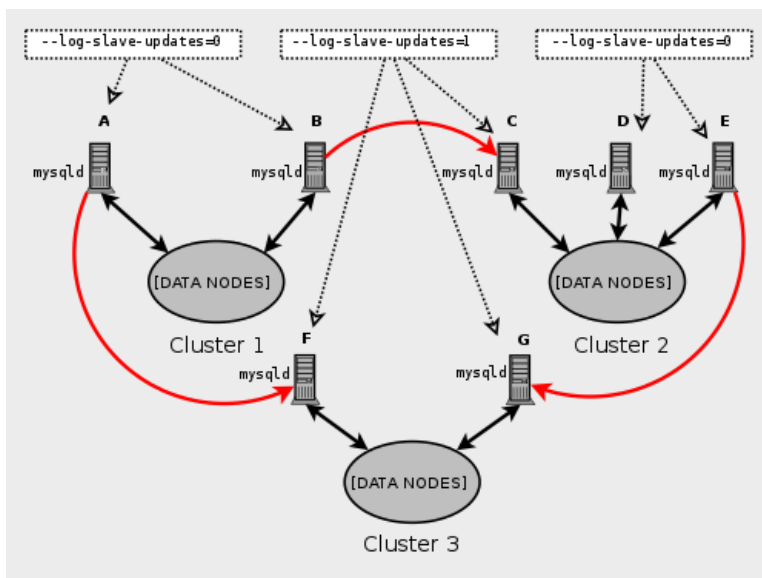 --log-slave-updates=0
--log-slave-updates=1
--log-slave-updates=0
A
B
C
D
E
mysqld
mysqld
mysqld
mysqld
mysqld
[DATA NODES]
[DATA NODES]
Cluster 1
Cluster 2
F
G
mysqld
mysqld
[DATA NODES]
Cluster 3